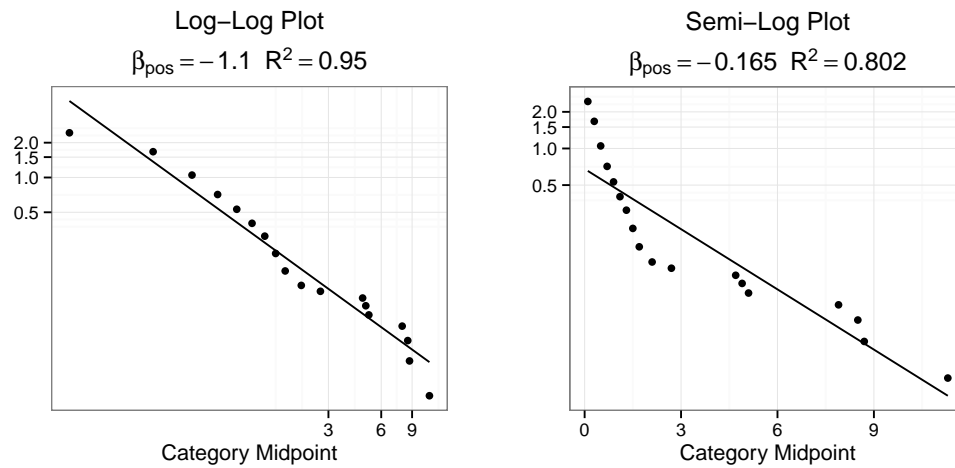 Log−Log Plot
βpos = −1.1 R² = 0.95
2.0
1.5
1.0
0.5
3 6 9
Category Midpoint
Semi−Log Plot
βpos = −0.165 R² = 0.802
2.0
1.5
1.0
0.5
0 3 6 9
Category Midpoint